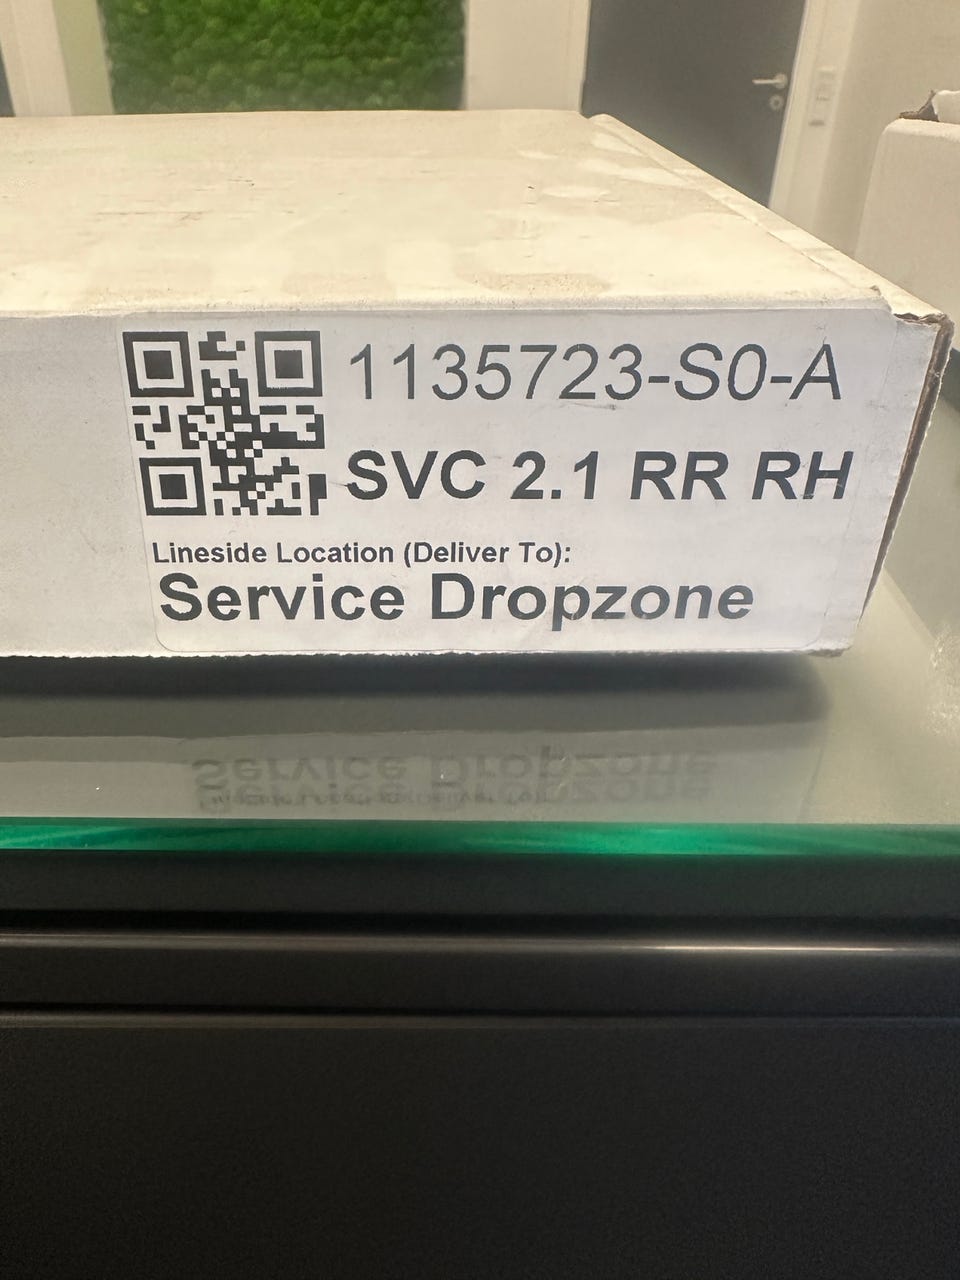 1135723-S0-A
SVC 2.1 RR RH
Lineside Location (Deliver To):
Service Dropzone